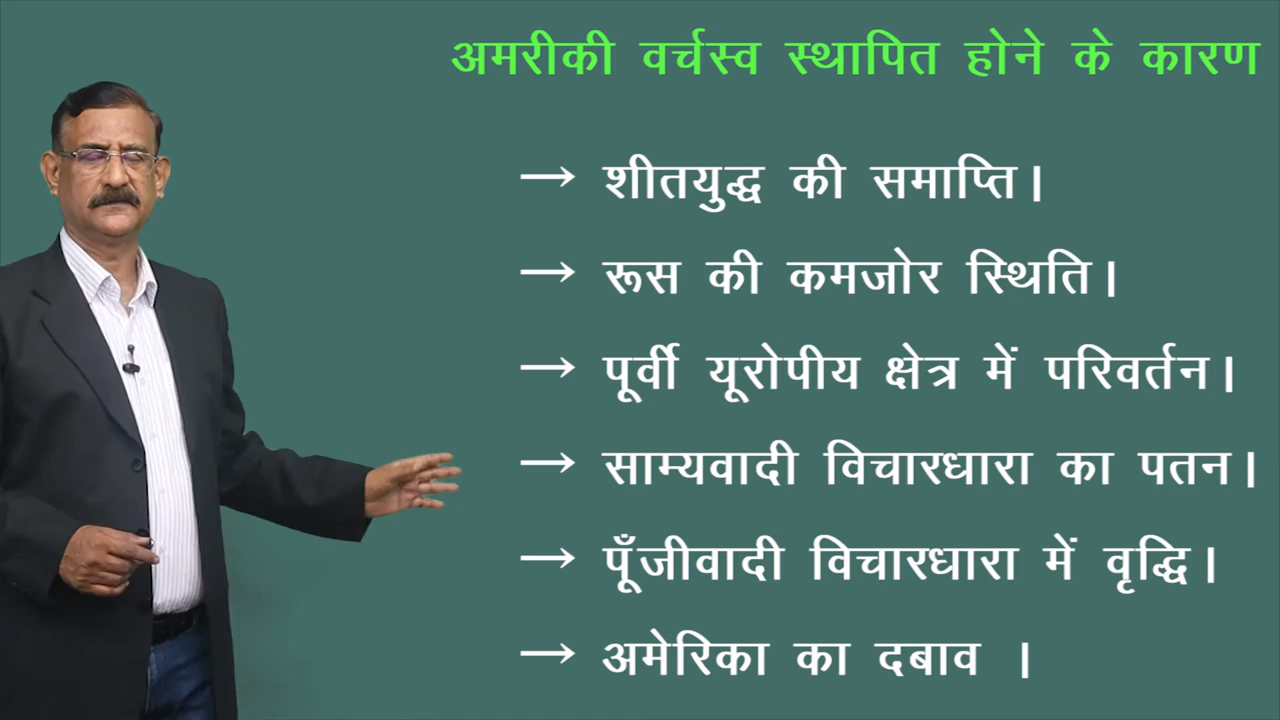 अमरीकी वर्चस्व स्थापित होने के कारण
→ शीतयुद्ध की समाप्ति।
→ रूस की कमजोर स्थिति।
→ पूर्वी यूरोपीय क्षेत्र में परिवर्तन।
→ साम्यवादी विचारधारा का पतन।
→ पूँजीवादी विचारधारा में वृद्धि।
→ अमेरिका का दबाव ।